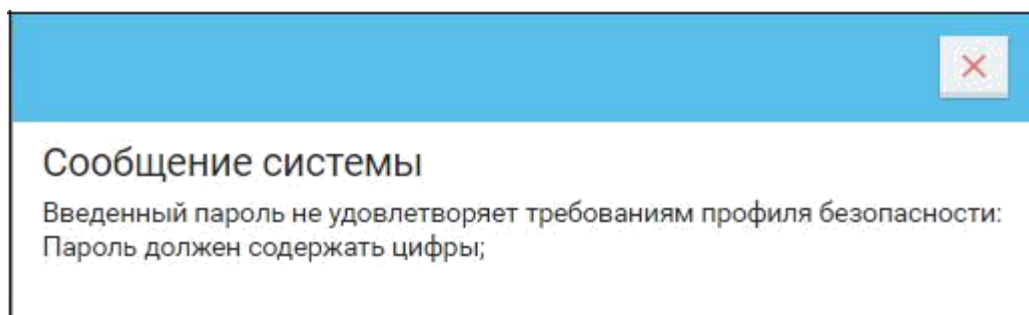 Сообщение системы
Введенный пароль не удовлетворяет требованиям профиля безопасности:
Пароль должен содержать цифры;